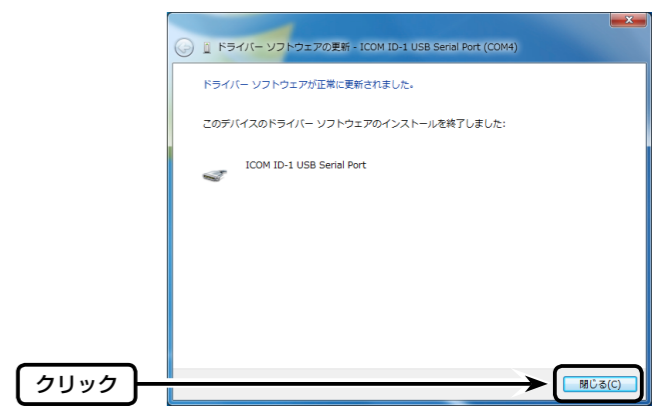 ドライバー ソフトウェアの更新 - ICOM ID-1 USB Serial Port (COM4)
ドライバー ソフトウェアが正常に更新されました。
このデバイスのドライバー ソフトウェアのインストールを終了しました:
ICOM ID-1 USB Serial Port
クリック
閉じる(C)